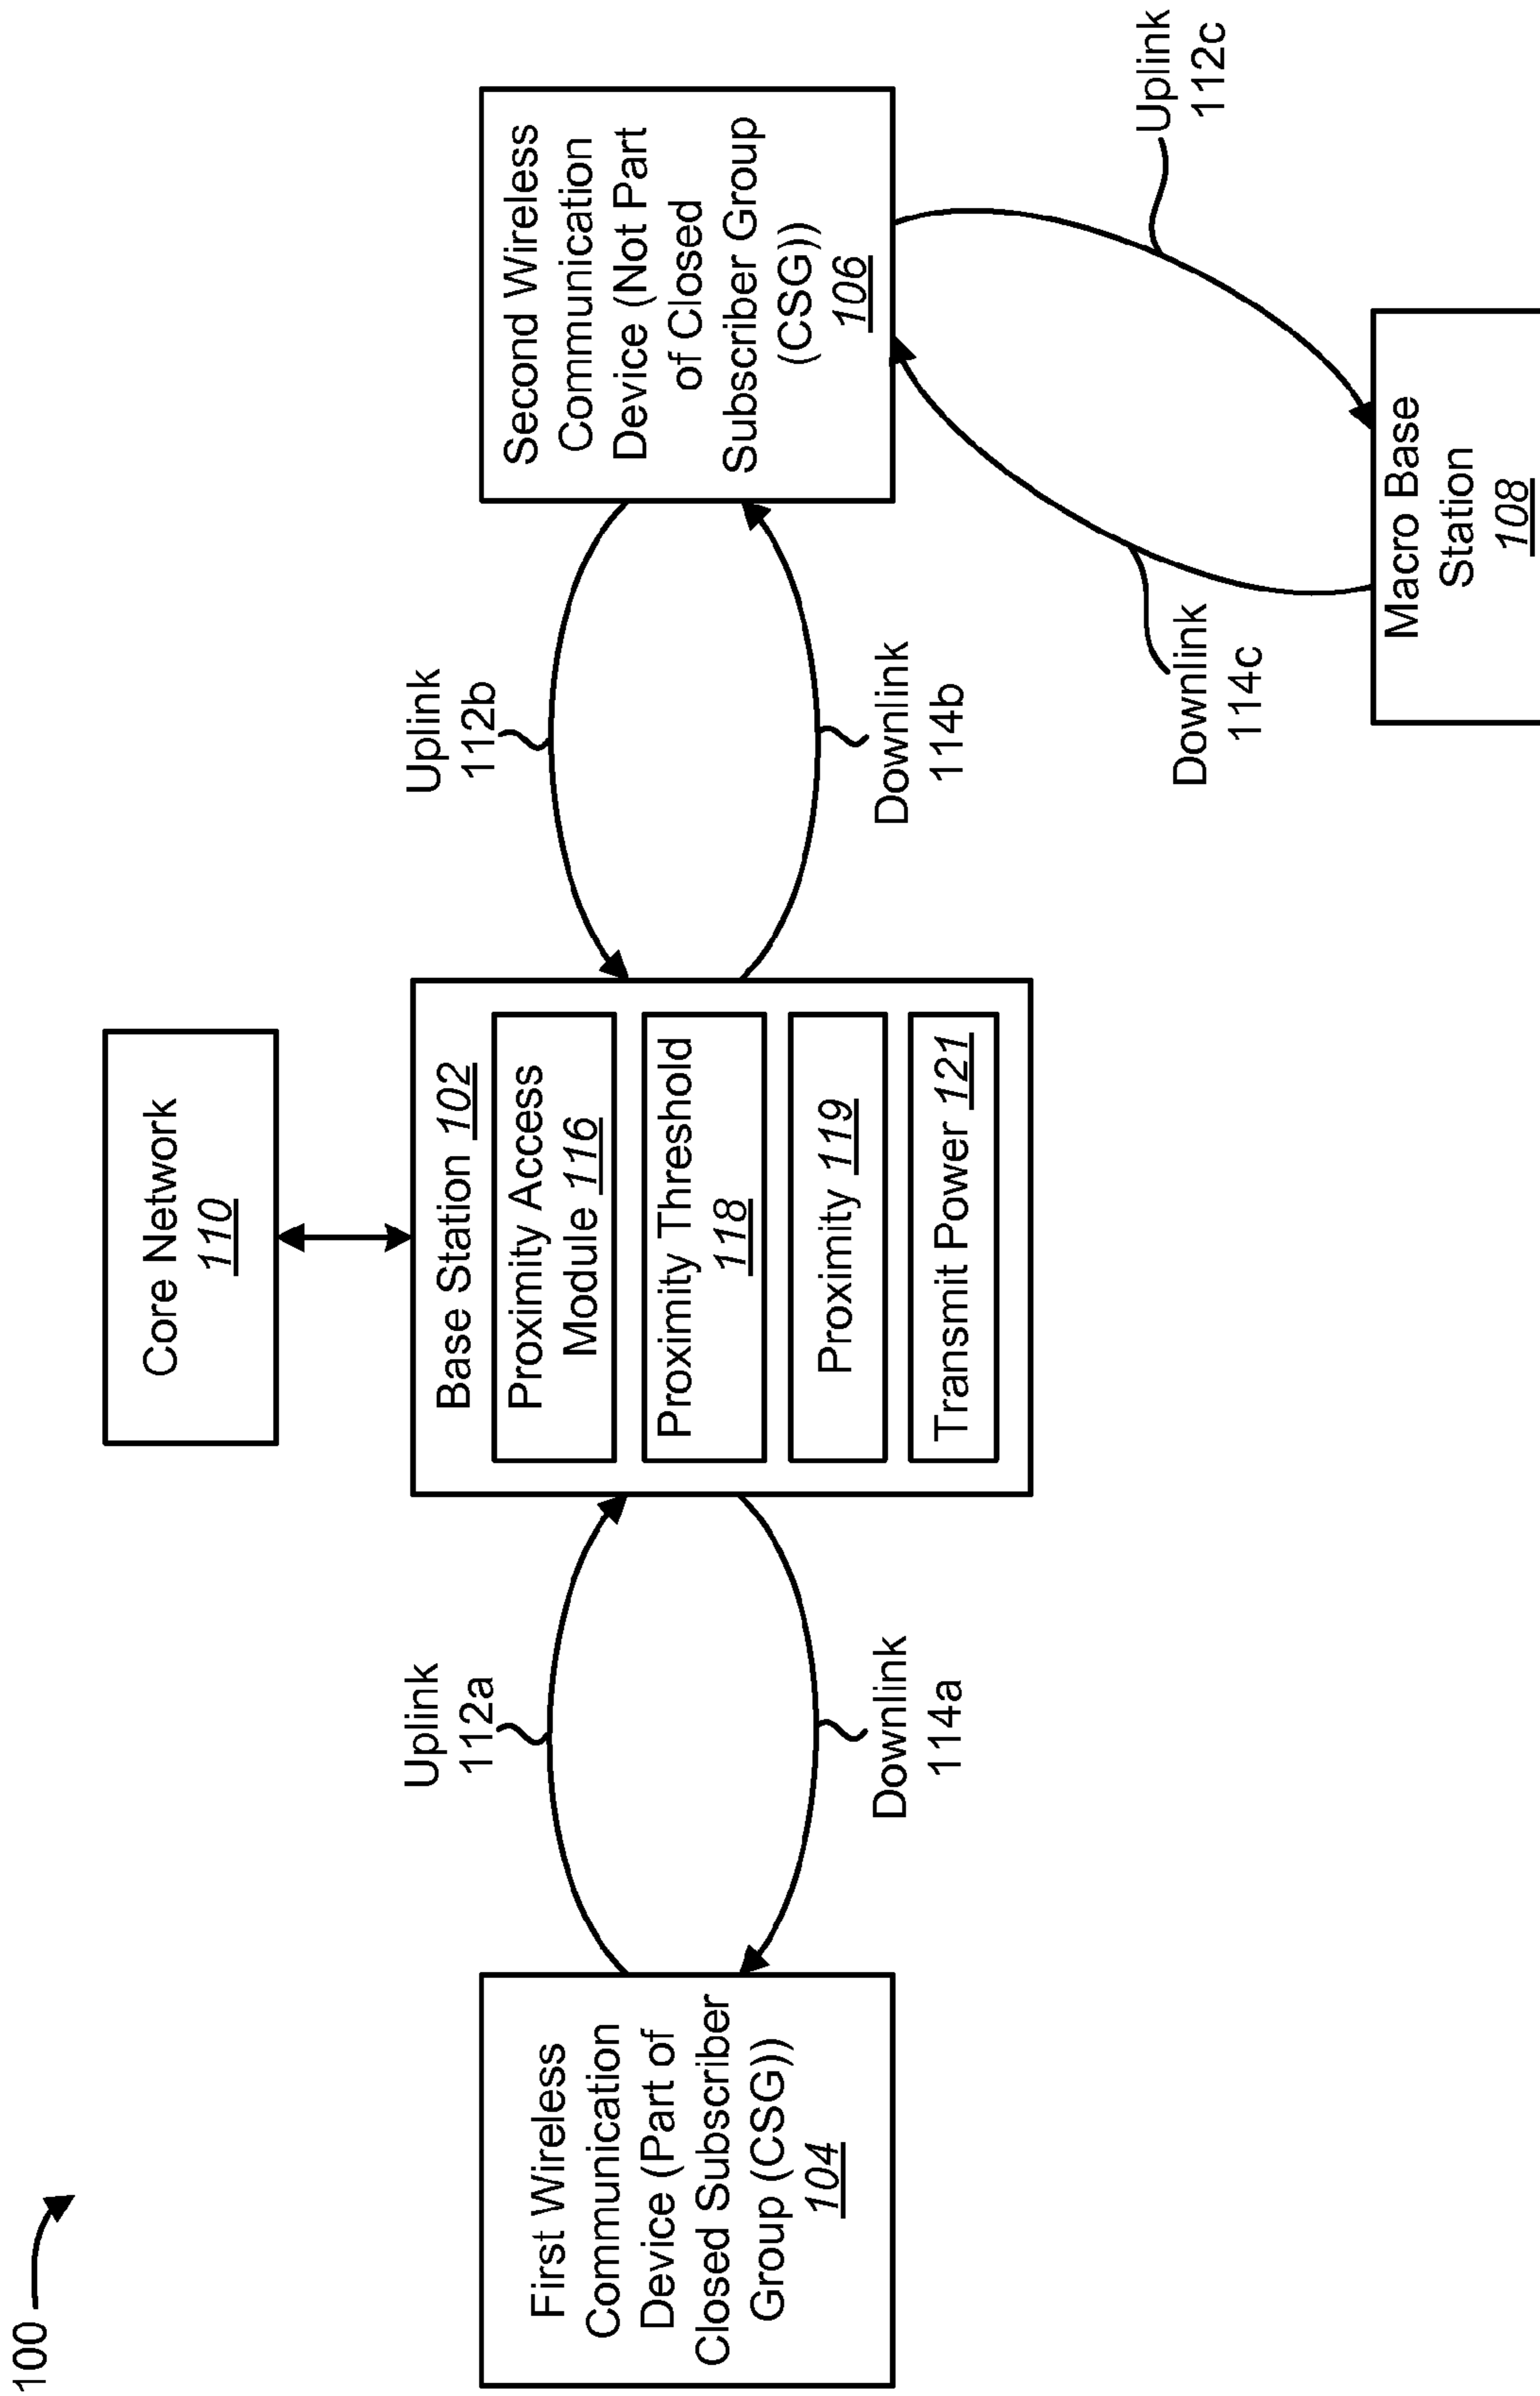 100
Core Network
110
Base Station 102
Proximity Access
Module 116
Proximity Threshold
118
Proximity 119
Transmit Power 121
First Wireless
Communication
Device (Part of
Closed Subscriber
Group (CSG))
104
Uplink
112a
Downlink
114a
Uplink
112b
Downlink
114b
Second Wireless
Communication
Device (Not Part
of Closed
Subscriber Group
(CSG))
106
Downlink
114c
Uplink
112c
Macro Base
Station
108